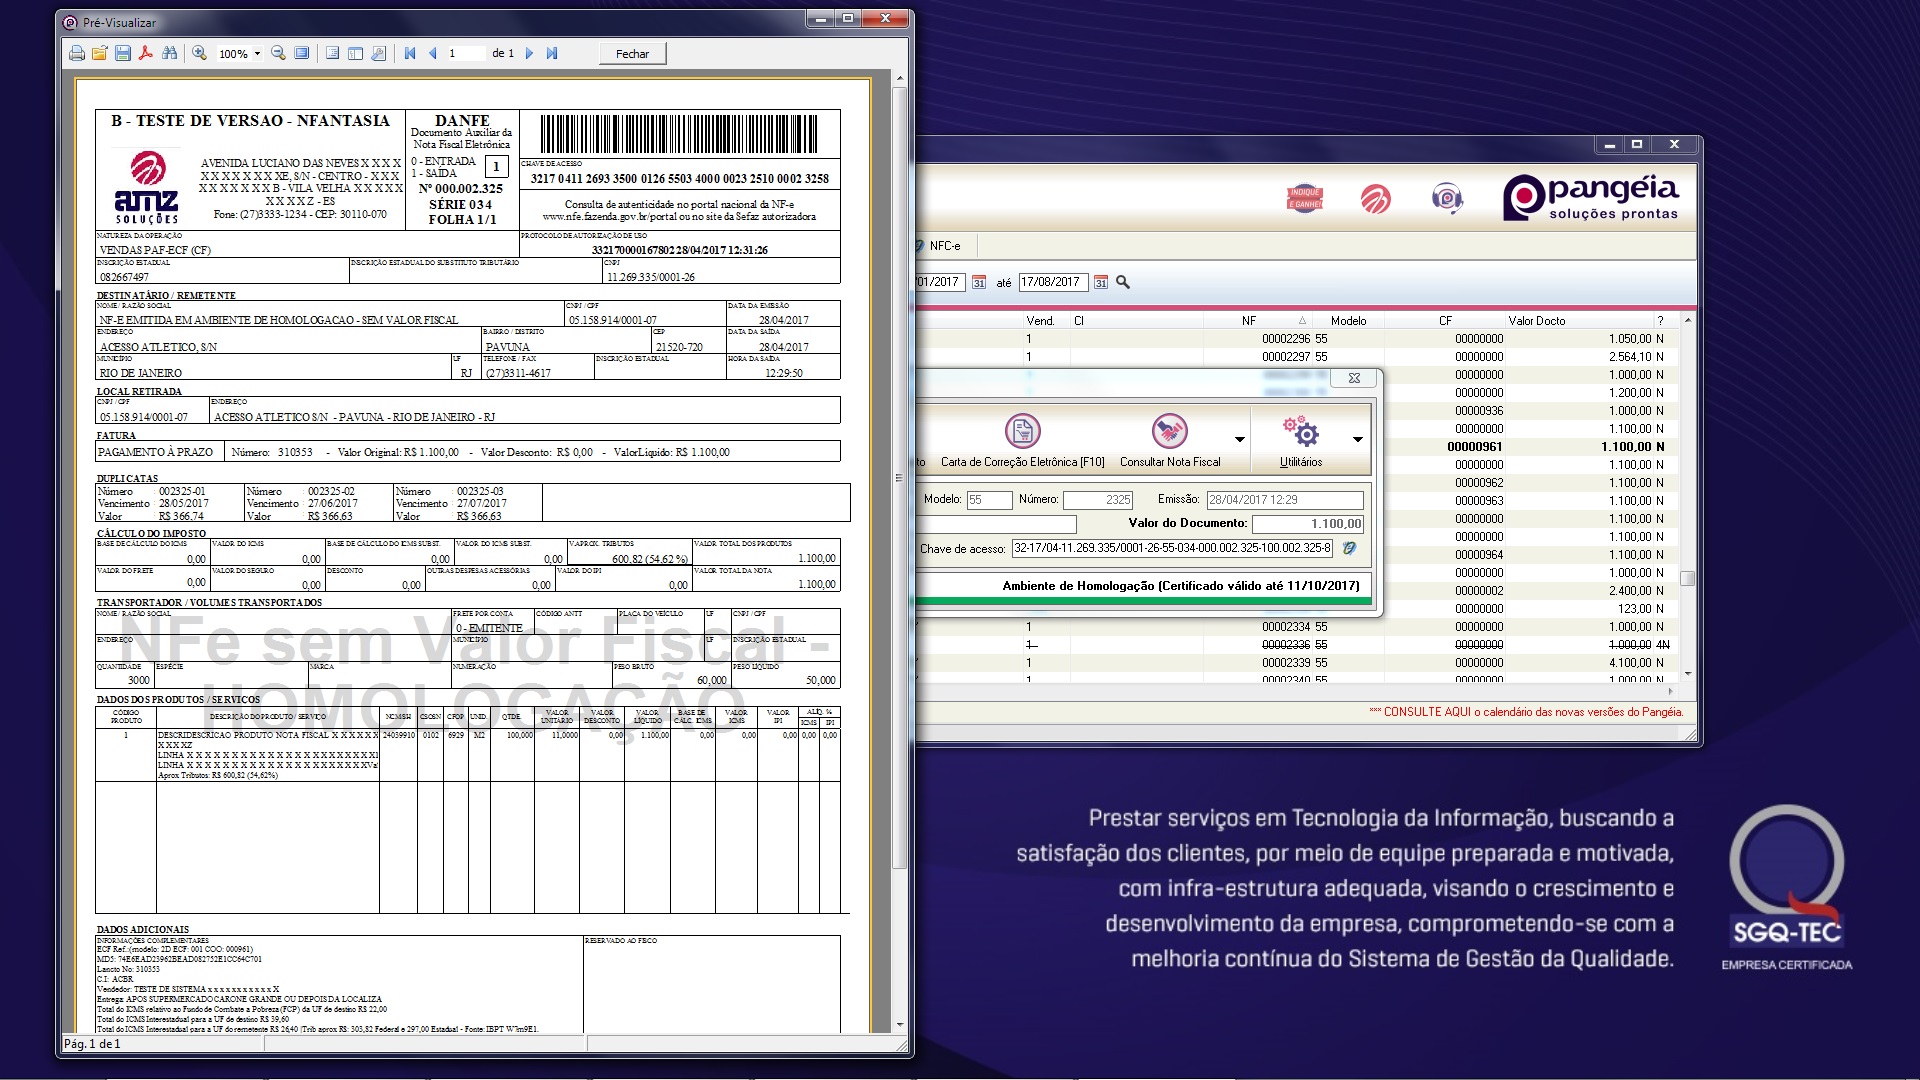 Pré-Visualizar
100%
1
de 1
Fechar
B - TESTE DE VERSAO - NFANTASIA
amz
SOLUÇÕES
AVENIDA LUCIANO DAS NEVES X X X X
X X X X X X X XE, S/N - CENTRO - X X X
X X X X X X X B - VILA VELHA X X X X X
X X X X Z - ES
Fone: (27)3333-1234 - CEP: 30110-070
DANFE
Documento Auxiliar da
Nota Fiscal Eletrônica
0 - ENTRADA
1 - SAÍDA
1
Nº 000.002.325
SÉRIE 034
FOLHA 1/1
CHAVE DE ACESSO
3217 0411 2693 3500 0126 5503 4000 0023 2510 0002 3258
Consulta de autenticidade no portal nacional da NF-e
www.nfe.fazenda.gov.br/portal ou no site da Sefaz autorizadora
NATUREZA DA OPERAÇÃO
VENDAS PAF-ECF (CF)
PROTOCOLO DE AUTORIZAÇÃO DE USO
332170000167802 28/04/2017 12:31:26
INSCRIÇÃO ESTADUAL
082667497
INSCRIÇÃO ESTADUAL DO SUBSTITUTO TRIBUTÁRIO
CNPJ
11.269.335/0001-26
DESTINATÁRIO / REMETENTE
NOME / RAZÃO SOCIAL
NF-E EMITIDA EM AMBIENTE DE HOMOLOGACAO - SEM VALOR FISCAL
CNPJ / CPF
05.158.914/0001-07
DATA DA EMISSÃO
28/04/2017
ENDEREÇO
ACESSO ATLETICO, S/N
BAIRRO / DISTRITO
PAVUNA
CEP
21520-720
DATA DA SAÍDA
28/04/2017
MUNICÍPIO
RIO DE JANEIRO
UF
RJ
TELEFONE / FAX
(27)3311-4617
INSCRIÇÃO ESTADUAL
HORA DA SAÍDA
12:29:50
LOCAL RETIRADA
CNPJ / CPF
05.158.914/0001-07
ENDEREÇO
ACESSO ATLETICO S/N - PAVUNA - RIO DE JANEIRO - RJ
FATURA
PAGAMENTO À PRAZO
Número: 310353 - Valor Original: R$ 1.100,00 - Valor Desconto: R$ 0,00 - ValorLiquido: R$ 1.100,00
DUPLICATAS
Número : 002325-01 Número : 002325-02 Número : 002325-03
Vencimento : 28/05/2017 Vencimento : 27/06/2017 Vencimento : 27/07/2017
Valor : R$ 366,74 Valor : R$ 366,63 Valor : R$ 366,63
CÁLCULO DO IMPOSTO
BASE DE CÁLCULO DO ICMS VALOR DO ICMS BASE DE CÁLCULO DO ICMS SUBST. VALOR DO ICMS SUBST. V.APROX. TRIBUTOS VALOR TOTAL DOS PRODUTOS
0,00 0,00 0,00 0,00 600,82 (54,62 %) 1.100,00
VALOR DO FRETE VALOR DO SEGURO DESCONTO OUTRAS DESPESAS ACESSÓRIAS VALOR DO IPI VALOR TOTAL DA NOTA
0,00 0,00 0,00 0,00 0,00 1.100,00
TRANSPORTADOR / VOLUMES TRANSPORTADOS
NOME / RAZÃO SOCIAL FRETE POR CONTA CÓDIGO ANTT PLACA DO VEÍCULO UF CNPJ / CPF
0 - EMITENTE
ENDEREÇO MUNICÍPIO UF INSCRIÇÃO ESTADUAL
QUANTIDADE ESPÉCIE MARCA NUMERAÇÃO PESO BRUTO PESO LÍQUIDO
3000 60,000 50,000
NFe sem Valor Fiscal -
HOMOLOGAÇÃO
DADOS DOS PRODUTOS / SERVICOS
CÓDIGO PRODUTO DESCRIÇÃO DO PRODUTO / SERVIÇO NCM/SH CSOSN CFOP UNID. QTDE. VALOR UNITÁRIO VALOR DESCONTO VALOR LÍQUIDO BASE DE CÁLC. ICMS VALOR ICMS VALOR IPI ALÍQ. % ICMS IPI
1 DESCRIDESCRICAO PRODUTO NOTA FISCAL X X X X X X 24039910 0102 6929 M2 100,000 11,0000 0,00 1.100,00 0,00 0,00 0,00 0,00 0,00
X X X X XZ
LINHA X X X X X X X X X X X X X X X X X X X X X X1
LINHA X X X X X X X X X X X X X X X X X X X X XVal
Aprox Tributos: R$ 600,82 (54,62%)
DADOS ADICIONAIS
INFORMAÇÕES COMPLEMENTARES
RESERVADO AO FISCO
ECF Ref.:(modelo: 2D ECF: 001 COO: 000961)
MD5: 74E6EAD23962BEAD082752E1CC64C701
Lancto No: 310353
C.I: ACBR
Vendedor: TESTE DE SISTEMA x x x x x x x x x x x X
Entrega: APOS SUPERMERCADO CARONE GRANDE OU DEPOIS DA LOCALIZA
Total do ICMS relativo ao Fundo de Combate a Pobreza (FCP) da UF de destino R$ 22,00
Total do ICMS Interestadual para a UF de destino R$ 39,60
Total do ICMS Interestadual para a UF do remetente R$ 26,40 (Trib aprox R$: 303,82 Federal e 297,00 Estadual - Fonte: IBPT W7m9E1.
Pág. 1 de 1
INDIQUE
E GANHE!
pangéia
soluções prontas
NFC-e
01/2017
31
até
17/08/2017
31
Vend. CI NF Modelo CF Valor Docto ?
1 00002296 55 00000000 1.050,00 N
1 00002297 55 00000000 2.564,10 N
00000000 1.000,00 N
00000000 1.200,00 N
00000936 1.000,00 N
00000000 1.100,00 N
00000961 1.100,00 N
00000000 1.100,00 N
00000962 1.100,00 N
00000963 1.100,00 N
00000000 1.100,00 N
00000000 1.100,00 N
00000964 1.100,00 N
00000000 1.000,00 N
00000002 2.400,00 N
00000000 123,00 N
1 00002334 55 00000000 1.000,00 N
1 00002336 55 00000000 1.000,00 4N
1 00002339 55 00000000 4.100,00 N
1 00002340 55 00000000 1.000,00 N
to
Carta de Correção Eletrônica [F10]
Consultar Nota Fiscal
Utilitários
Modelo: 55
Número: 2325
Emissão: 28/04/2017 12:29
Valor do Documento: 1.100,00
Chave de acesso: 32-17/04-11.269.335/0001-26-55-034-000.002.325-100.002.325-8
Ambiente de Homologação (Certificado válido até 11/10/2017)
*** CONSULTE AQUI o calendário das novas versões do Pangéia.
Prestar serviços em Tecnologia da Informação, buscando a
satisfação dos clientes, por meio de equipe preparada e motivada,
com infra-estrutura adequada, visando o crescimento e
desenvolvimento da empresa, comprometendo-se com a
melhoria contínua do Sistema de Gestão da Qualidade.
SGQ-TEC
EMPRESA CERTIFICADA